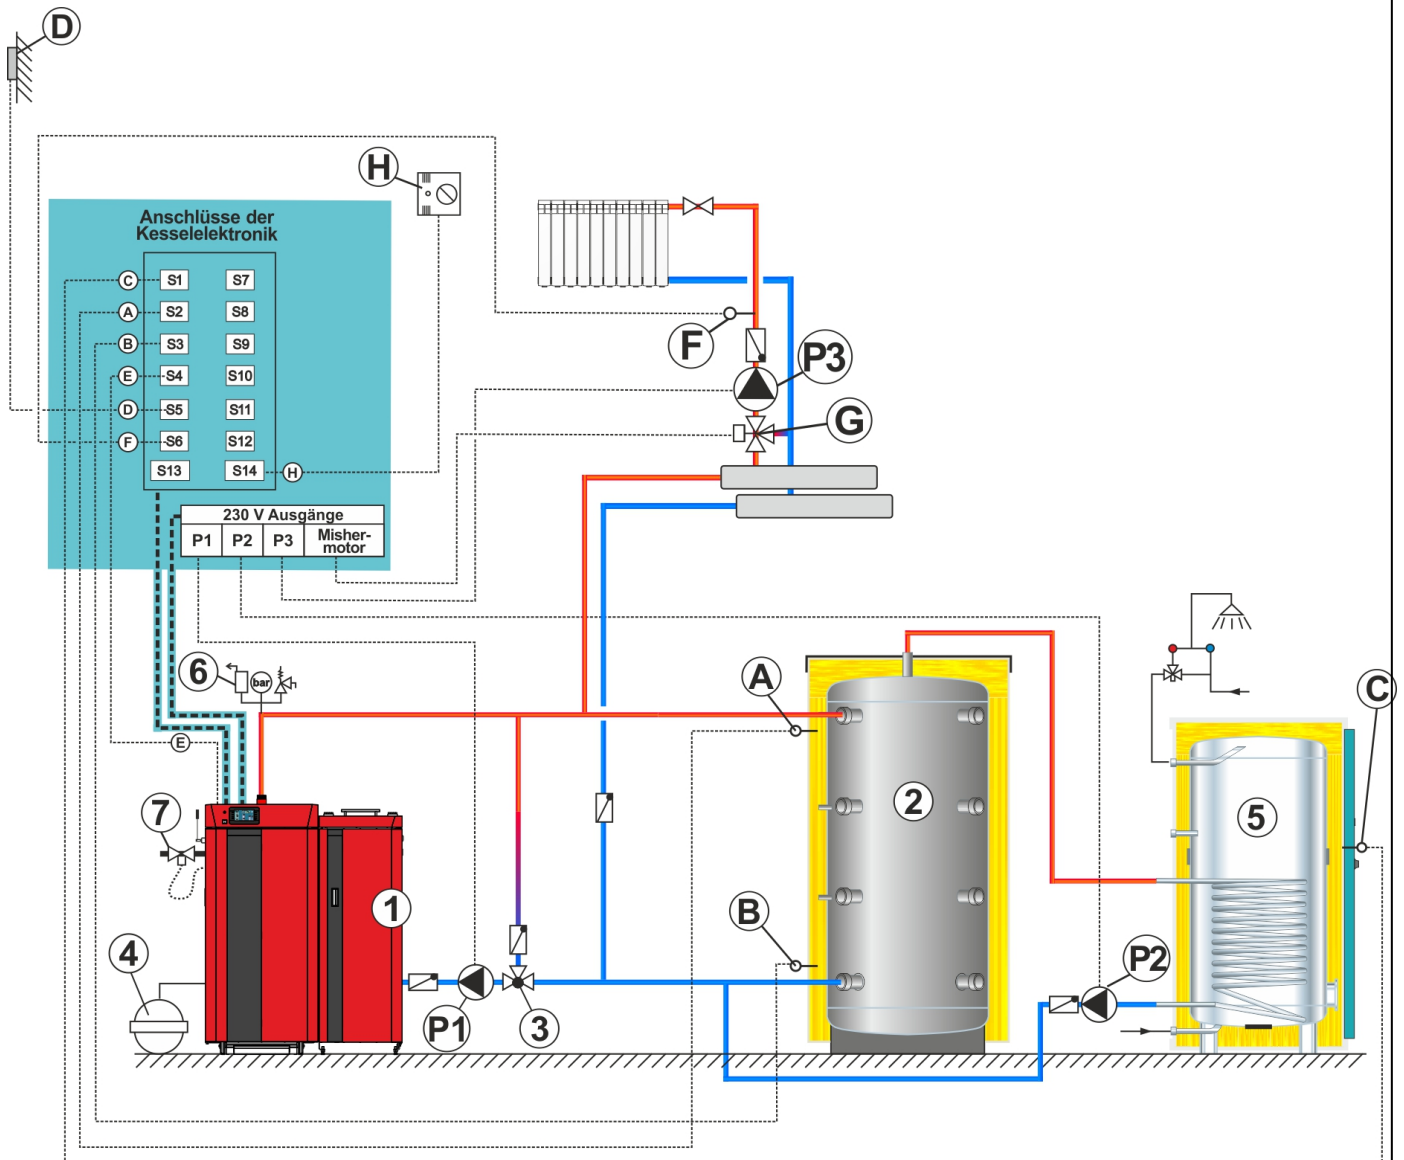 D
H
Anschlüsse der
Kesselelektronik
C S1 S7
A S2 S8
B S3 S9
E S4 S10
D S5 S11
F S6 S12
S13 S14 H
230 V Ausgänge
P1 P2 P3 Misher-
motor
F
P3
G
6
bar
E
7
1
4
P1
3
A
B
2
P2
5
C